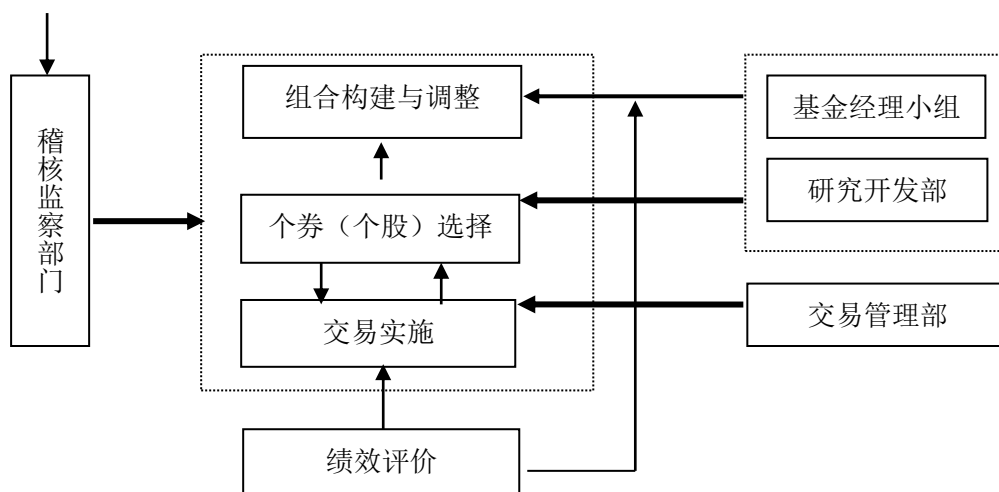 稽核监察部门
组合构建与调整
个券（个股）选择
交易实施
绩效评价
基金经理小组
研究开发部
交易管理部